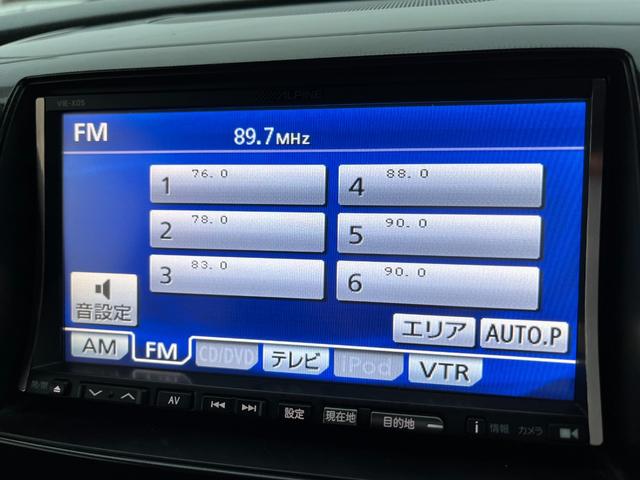 VIE-X05
ALPINE
FM
89.7MHz
1 76.0
4 88.0
2 78.0
5 90.0
3 83.0
6 90.0
音設定
エリア
AUTO.P
AM
FM
CD/DVD
テレビ
iPod
VTR
AV
設定
現在地
目的地
i 情報
カメラ